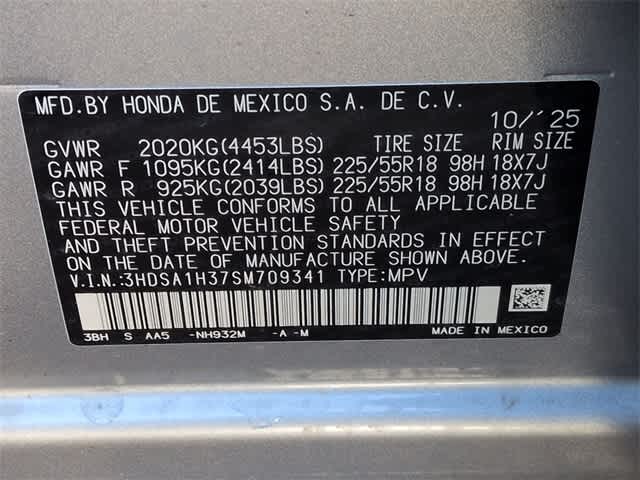 MFD.BY HONDA DE MEXICO S.A. DE C.V. 10/'25
GVWR 2020KG(4453LBS) TIRE SIZE RIM SIZE
GAWR F 1095KG(2414LBS) 225/55R18 98H 18X7J
GAWR R 925KG(2039LBS) 225/55R18 98H 18X7J
THIS VEHICLE CONFORMS TO ALL APPLICABLE
FEDERAL MOTOR VEHICLE SAFETY
AND THEFT PREVENTION STANDARDS IN EFFECT
ON THE DATE OF MANUFACTURE SHOWN ABOVE.
V.I.N.:3HDSA1H37SM709341 TYPE:MPV
3BH S AA5 -NH932M -A-M MADE IN MEXICO